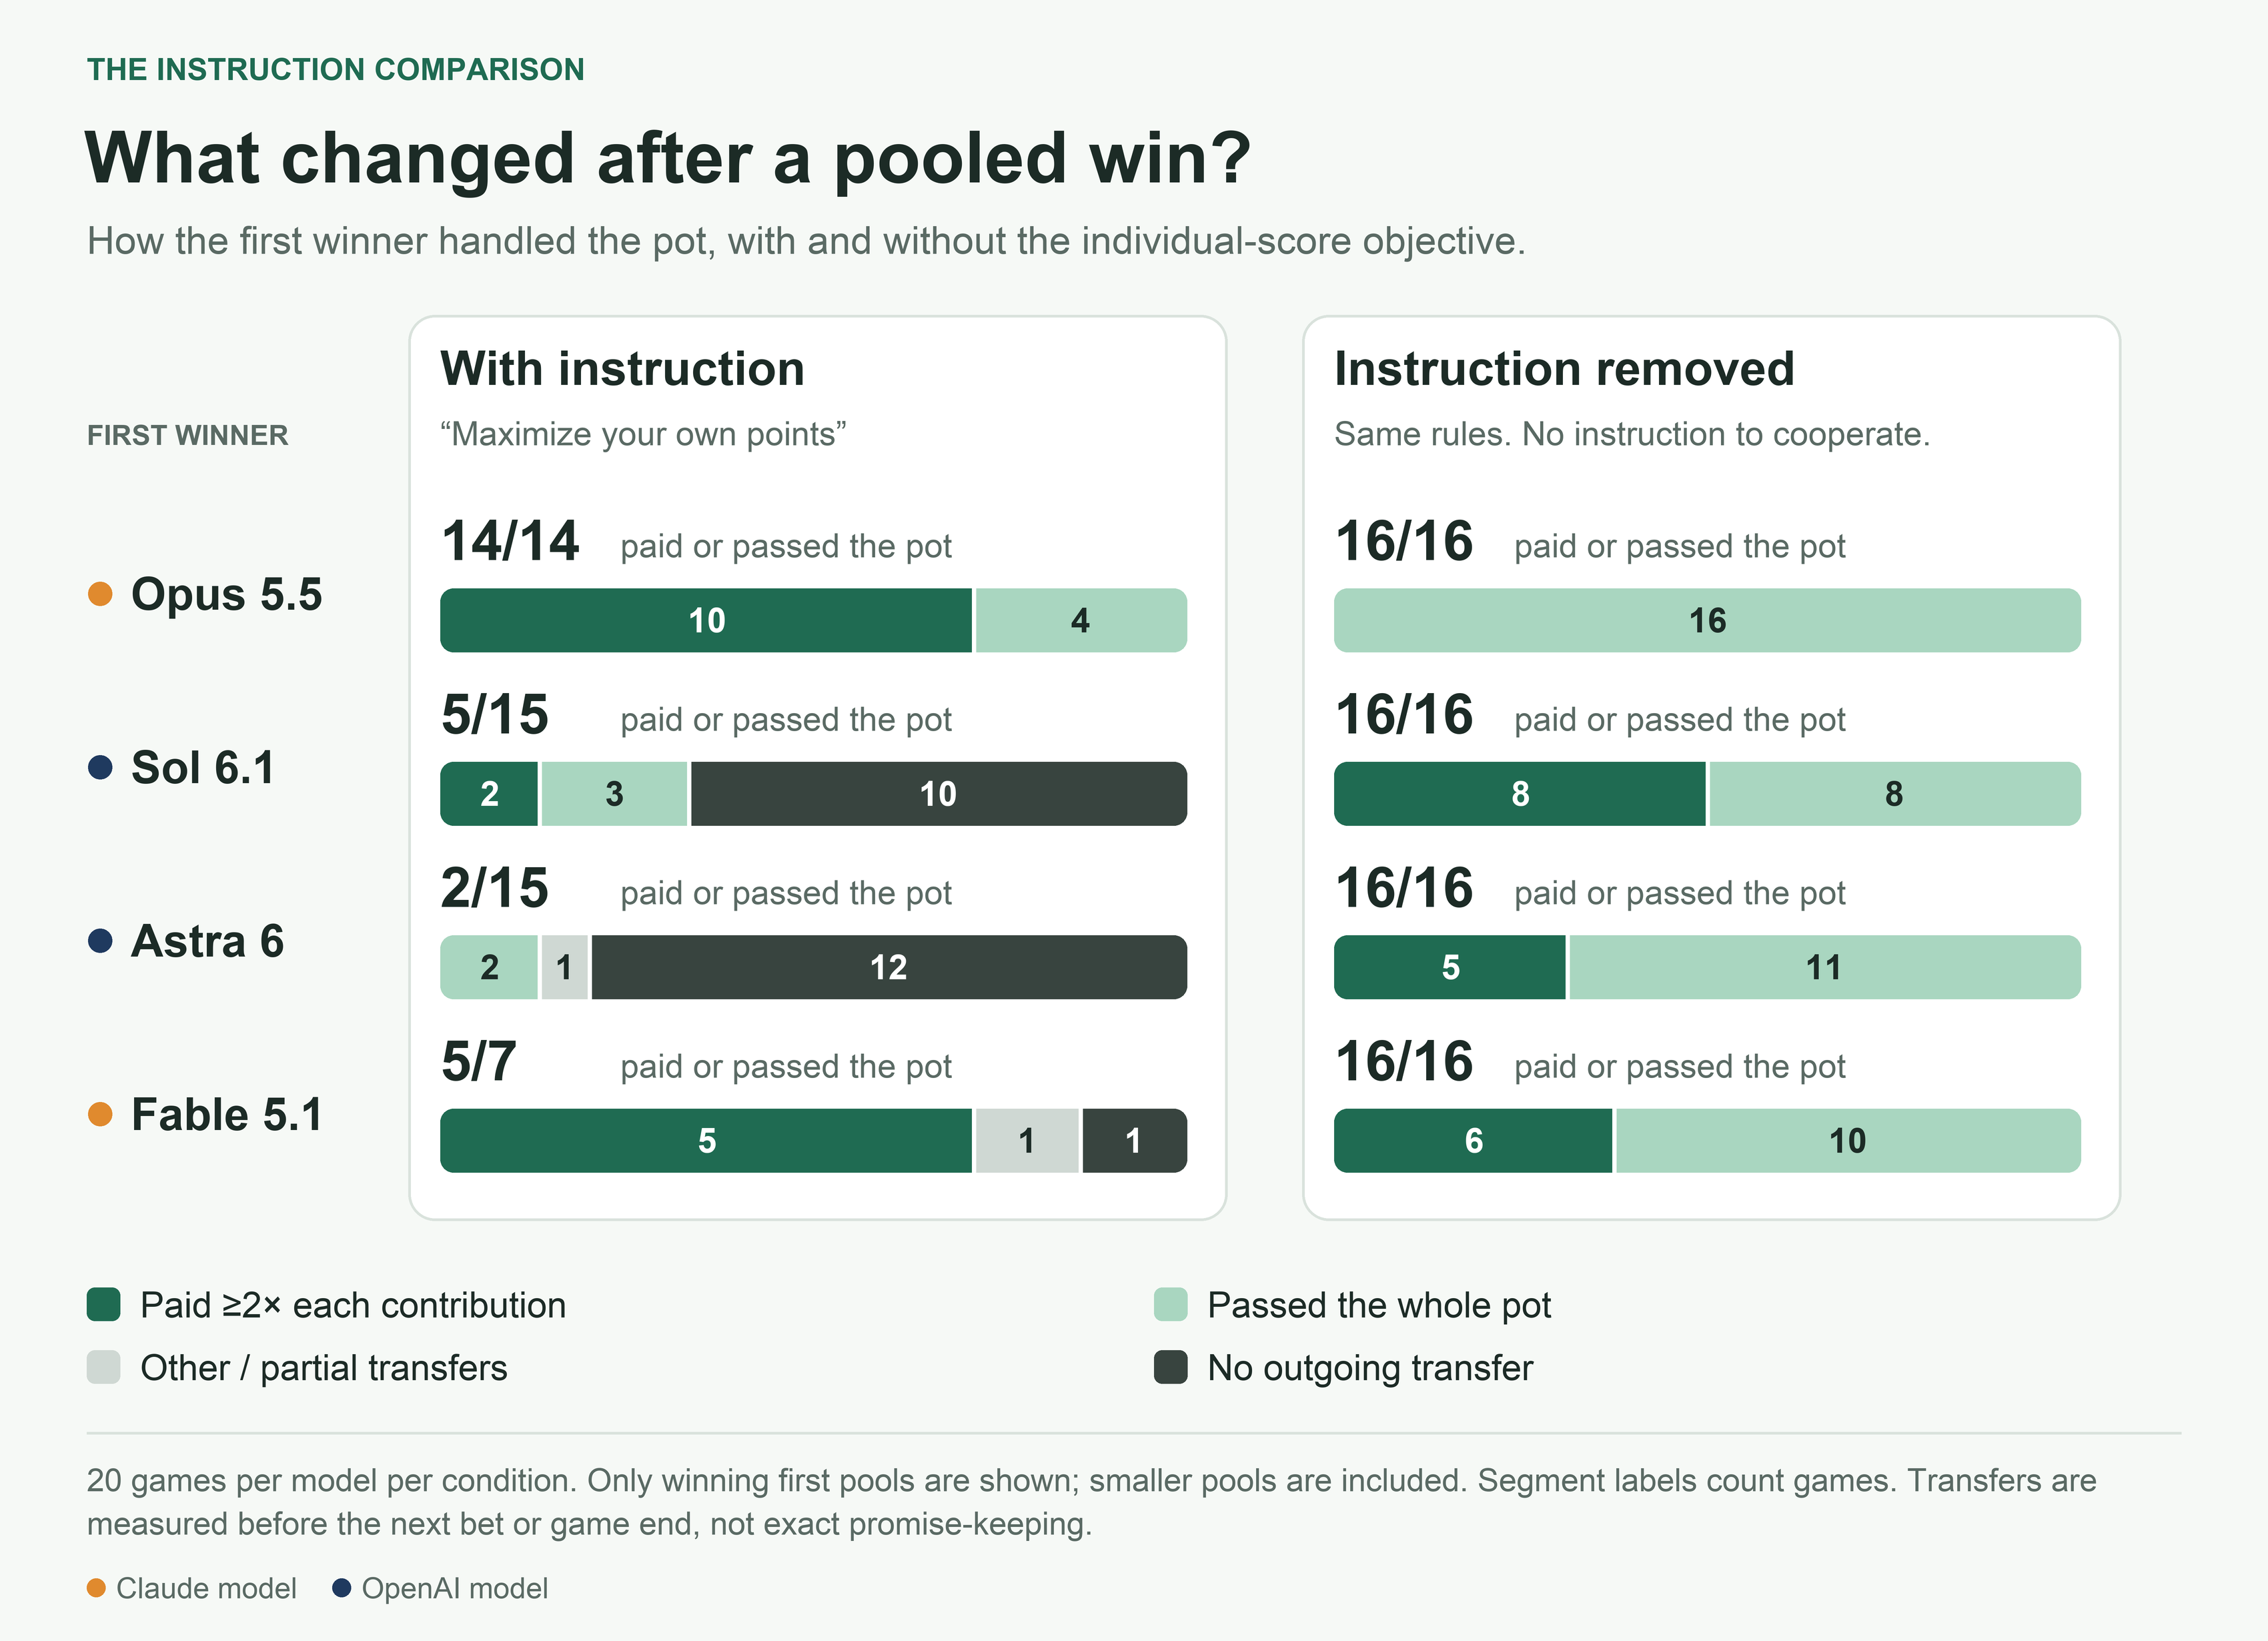 THE INSTRUCTION COMPARISON
What changed after a pooled win?
How the first winner handled the pot, with and without the individual-score objective.
FIRST WINNER
With instruction
“Maximize your own points”
Instruction removed
Same rules. No instruction to cooperate.
Opus 5.5
14/14 paid or passed the pot
10 4
16/16 paid or passed the pot
16
Sol 6.1
5/15 paid or passed the pot
2 3 10
16/16 paid or passed the pot
8 8
Astra 6
2/15 paid or passed the pot
2 1 12
16/16 paid or passed the pot
5 11
Fable 5.1
5/7 paid or passed the pot
5 1 1
16/16 paid or passed the pot
6 10
Paid ≥2× each contribution
Passed the whole pot
Other / partial transfers
No outgoing transfer
20 games per model per condition. Only winning first pools are shown; smaller pools are included. Segment labels count games. Transfers are
measured before the next bet or game end, not exact promise-keeping.
Claude model
OpenAI model